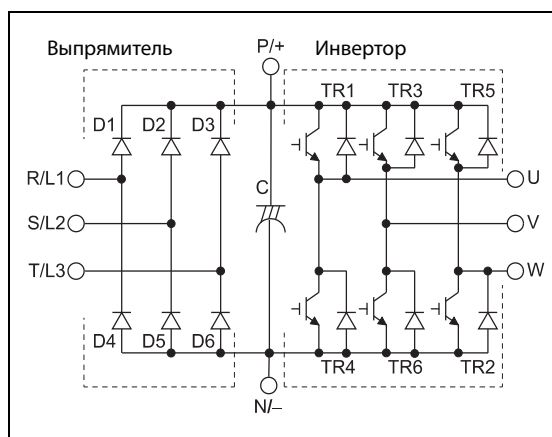 Выпрямитель
P/+
Инвертор
D1 D2 D3
TR1 TR3 TR5
R/L1
C
U
S/L2
V
T/L3
W
D4 D5 D6
TR4 TR6 TR2
N/–